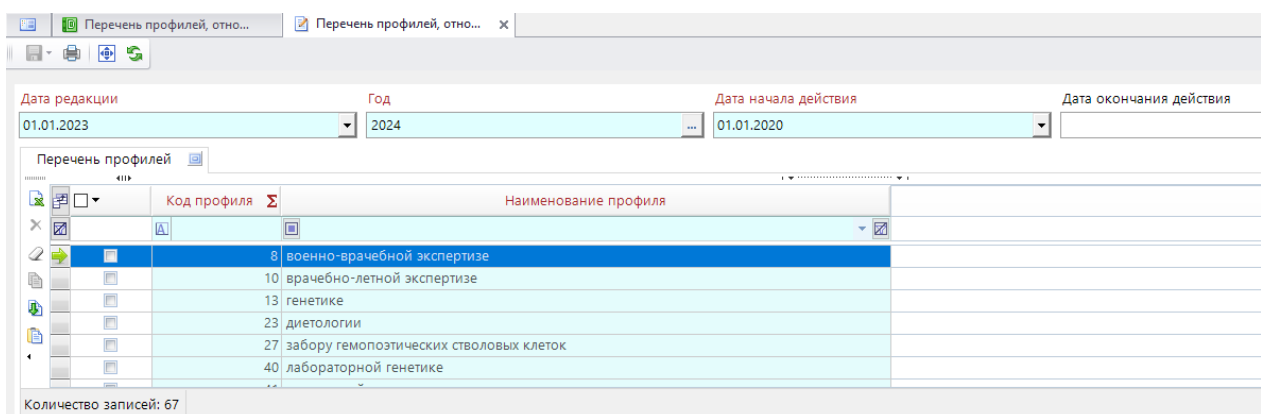 Перечень профилей, отно... Перечень профилей, отно...
Дата редакции Год Дата начала действия Дата окончания действия
01.01.2023 2024 ... 01.01.2020
Перечень профилей
Код профиля Σ Наименование профиля
A
8 военно-врачебной экспертизе
10 врачебно-летной экспертизе
13 генетике
23 диетологии
27 забору гемопоэтических стволовых клеток
40 лабораторной генетике
Количество записей: 67